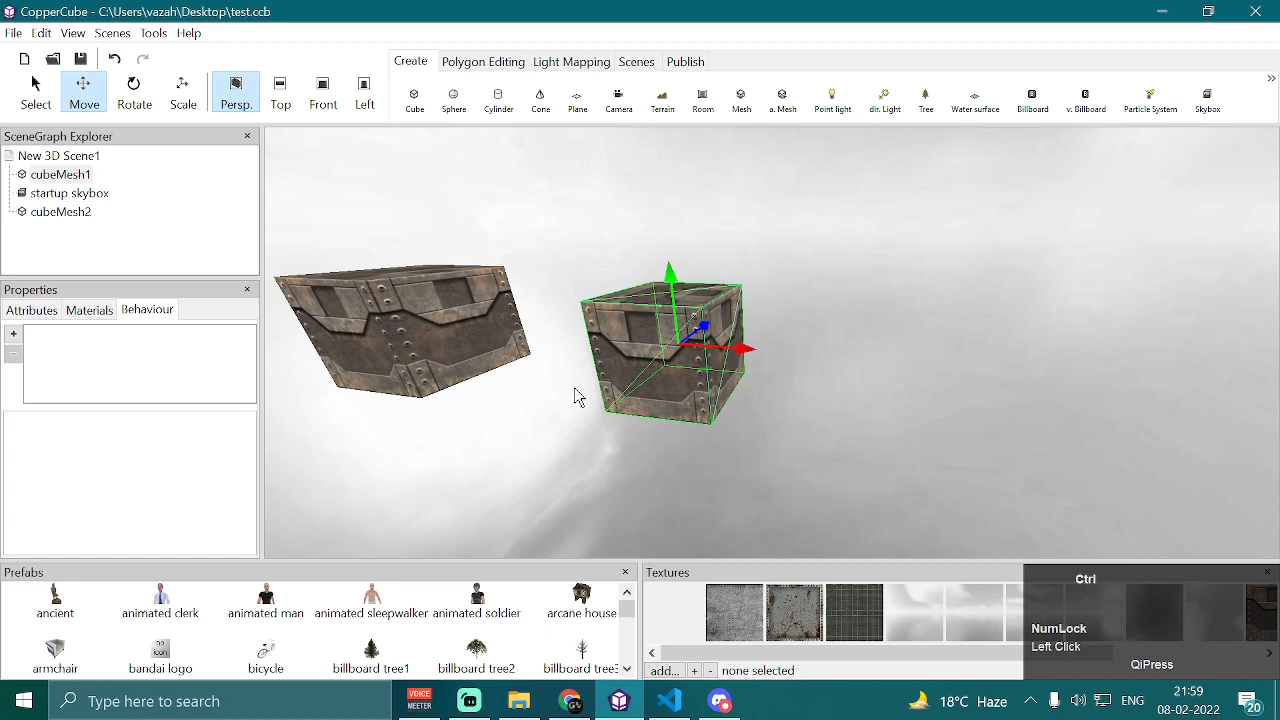 CopperCube - C:\Users\vazah\Desktop\test.ccb
File Edit View Scenes Tools Help
Create Polygon Editing Light Mapping Scenes Publish
Select Move Rotate Scale Persp. Top Front Left
Cube Sphere Cylinder Cone Plane Camera Terrain Room Mesh a. Mesh Point light dir. Light Tree Water surface Billboard v. Billboard Particle System Skybox
SceneGraph Explorer
New 3D Scene1
cubeMesh1
startup skybox
cubeMesh2
Properties
Attributes Materials Behaviour
Prefabs
ancient animated clerk animated man animated sleepwalker animated soldier arcane house
no icon
armchair bandai logo bicycle billboard tree1 billboard tree2 billboard tree3
Textures
add... + - none selected
Ctrl
NumLock
Left Click
QiPress
Type here to search
VOICE MEETER
GV
18°C Haze
ENG
21:59
08-02-2022
20